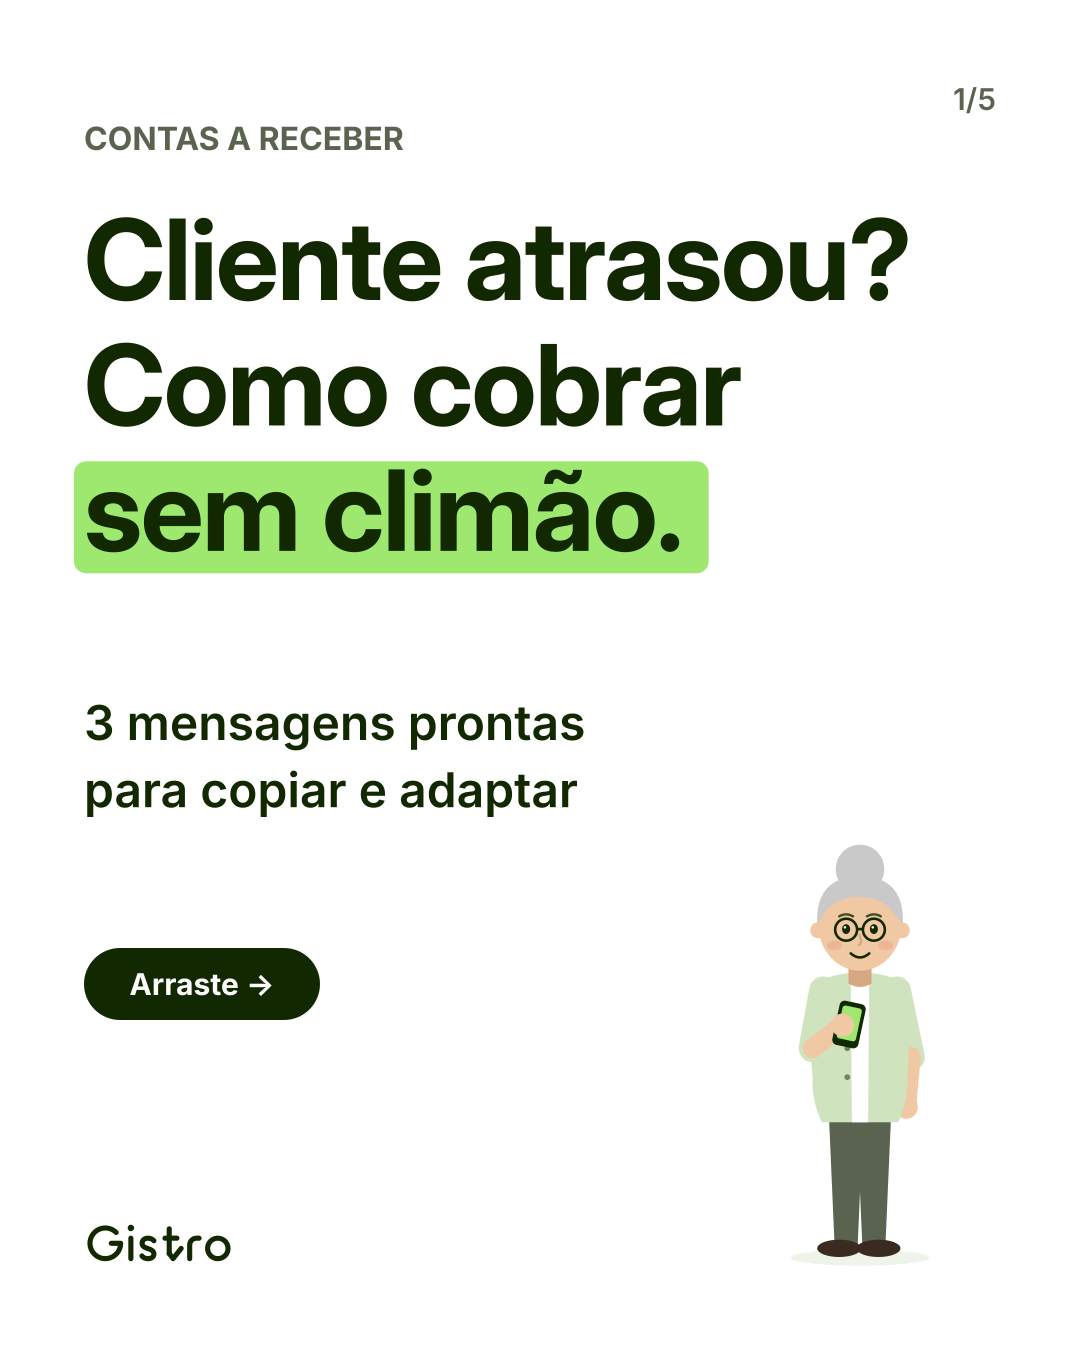 1/5
CONTAS A RECEBER
Cliente atrasou?
Como cobrar
sem climão.
3 mensagens prontas
para copiar e adaptar
Arraste →
Gistro